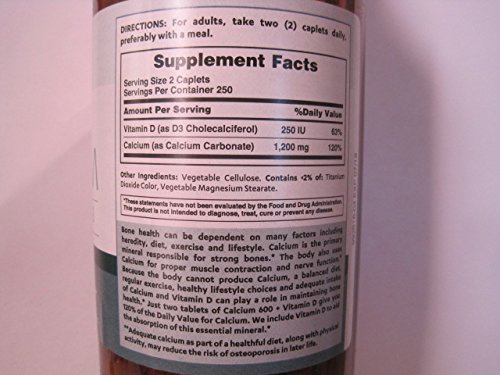 DIRECTIONS: For adults, take two (2) caplets daily,
preferably with a meal.
Supplement Facts
Serving Size 2 Caplets
Servings Per Container 250
Amount Per Serving %Daily Value
Vitamin D (as D3 Cholecalciferol) 250 IU 63%
Calcium (as Calcium Carbonate) 1,200 mg 120%
Other Ingredients: Vegetable Cellulose. Contains <2% of: Titanium
Dioxide Color, Vegetable Magnesium Stearate.
*These statements have not been evaluated by the Food and Drug Administration.
This product is not intended to diagnose, treat, cure or prevent any disease.
Bone health can be dependent on many factors including
heredity, diet, exercise and lifestyle. Calcium is the primary
mineral responsible for strong bones.* The body also uses
Calcium for proper muscle contraction and nerve function.*
Because the body cannot produce Calcium, a balanced diet,
regular exercise, healthy lifestyle choices and adequate intake
of Calcium and Vitamin D can play a role in maintaining bone
health.* Just two tablets of Calcium 600 + Vitamin D give you
120% of the Daily Value for Calcium. We include Vitamin D to aid
the absorption of this essential mineral.*
**Adequate calcium as part of a healthful diet, along with physical
activity, may reduce the risk of osteoporosis in later life.